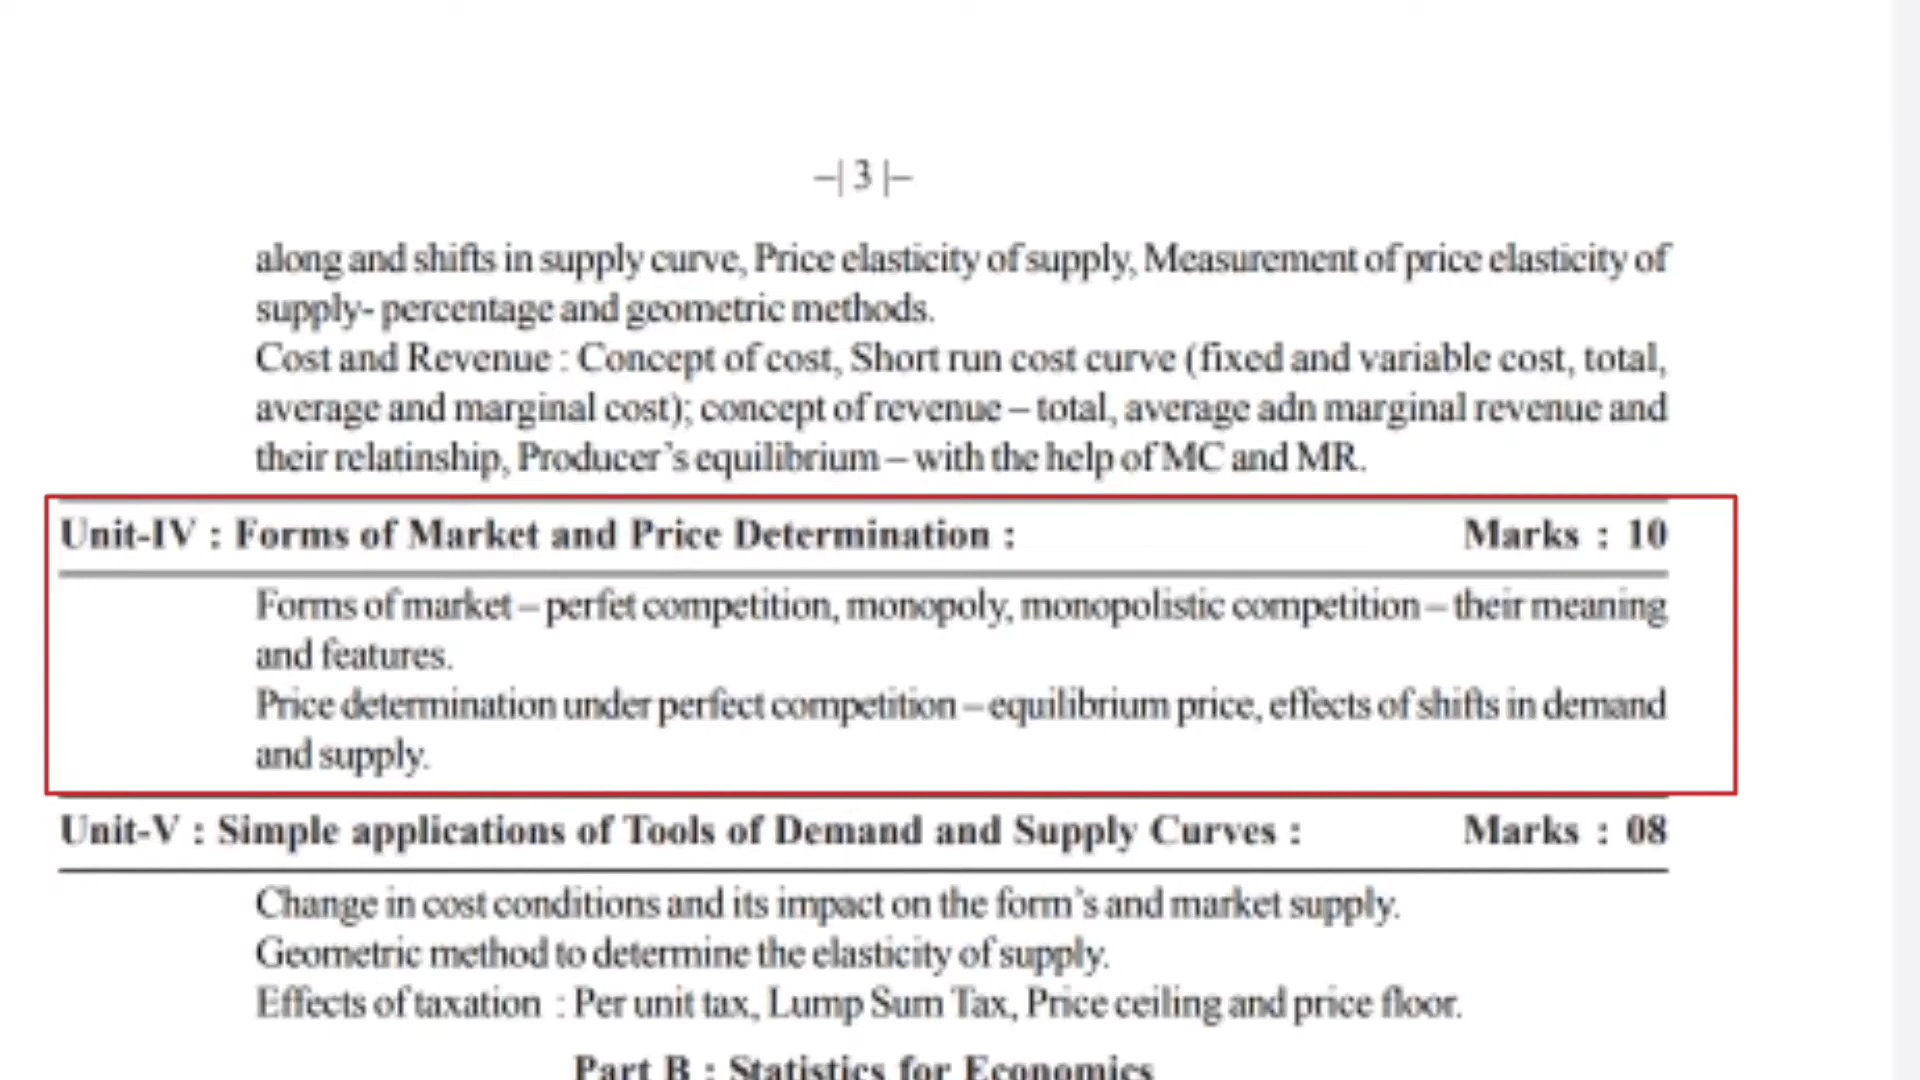 –| 3 |–
along and shifts in supply curve, Price elasticity of supply, Measurement of price elasticity of
supply- percentage and geometric methods.
Cost and Revenue : Concept of cost, Short run cost curve (fixed and variable cost, total,
average and marginal cost); concept of revenue – total, average adn marginal revenue and
their relatinship, Producer's equilibrium – with the help of MC and MR.
Unit-IV : Forms of Market and Price Determination : Marks : 10
Forms of market – perfet competition, monopoly, monopolistic competition – their meaning
and features.
Price determination under perfect competition – equilibrium price, effects of shifts in demand
and supply.
Unit-V : Simple applications of Tools of Demand and Supply Curves : Marks : 08
Change in cost conditions and its impact on the form's and market supply.
Geometric method to determine the elasticity of supply.
Effects of taxation : Per unit tax, Lump Sum Tax, Price ceiling and price floor.
Part B : Statistics for Economics